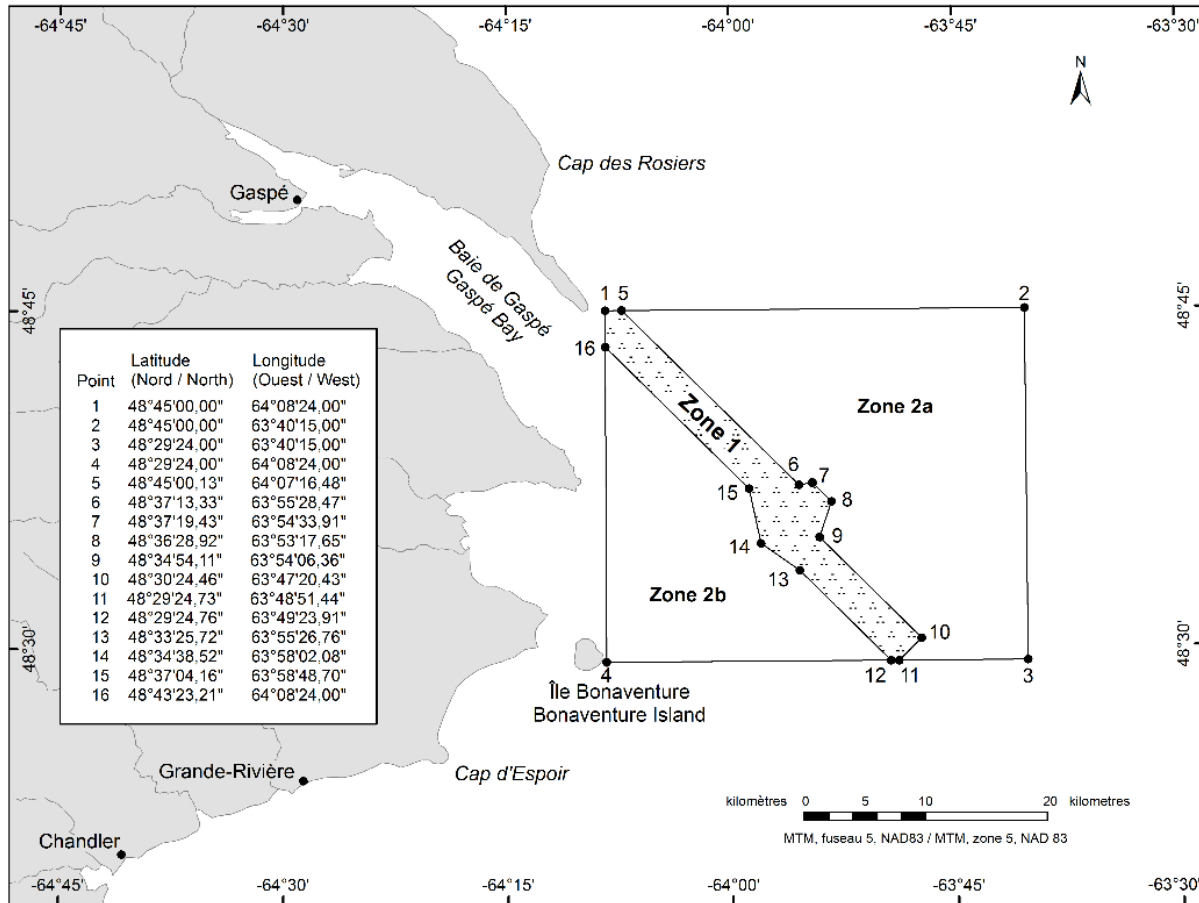 -64°45' -64°30' -64°15' -64°00' -63°45' -63°30'
N
Cap des Rosiers
Gaspé
Baie de Gaspé
Gaspé Bay
48°45'
48°45'
1 5 2
16
Zone 1
Zone 2a
6 7
8
15
9
14
13
Zone 2b
10
12 11
4
3
Latitude Longitude
Point (Nord / North) (Ouest / West)
1 48°45'00,00" 64°08'24,00"
2 48°45'00,00" 63°40'15,00"
3 48°29'24,00" 63°40'15,00"
4 48°29'24,00" 64°08'24,00"
5 48°45'00,13" 64°07'16,48"
6 48°37'13,33" 63°55'28,47"
7 48°37'19,43" 63°54'33,91"
8 48°36'28,92" 63°53'17,65"
9 48°34'54,11" 63°54'06,36"
10 48°30'24,46" 63°47'20,43"
11 48°29'24,73" 63°48'51,44"
12 48°29'24,76" 63°49'23,91"
13 48°33'25,72" 63°55'26,76"
14 48°34'38,52" 63°58'02,08"
15 48°37'04,16" 63°58'48,70"
16 48°43'23,21" 64°08'24,00"
48°30'
48°30'
Île Bonaventure
Bonaventure Island
Grande-Rivière
Cap d'Espoir
Chandler
kilomètres 0 5 10 20 kilometres
MTM, fuseau 5, NAD83 / MTM, zone 5, NAD 83
-64°45' -64°30' -64°15' -64°00' -63°45' -63°30'